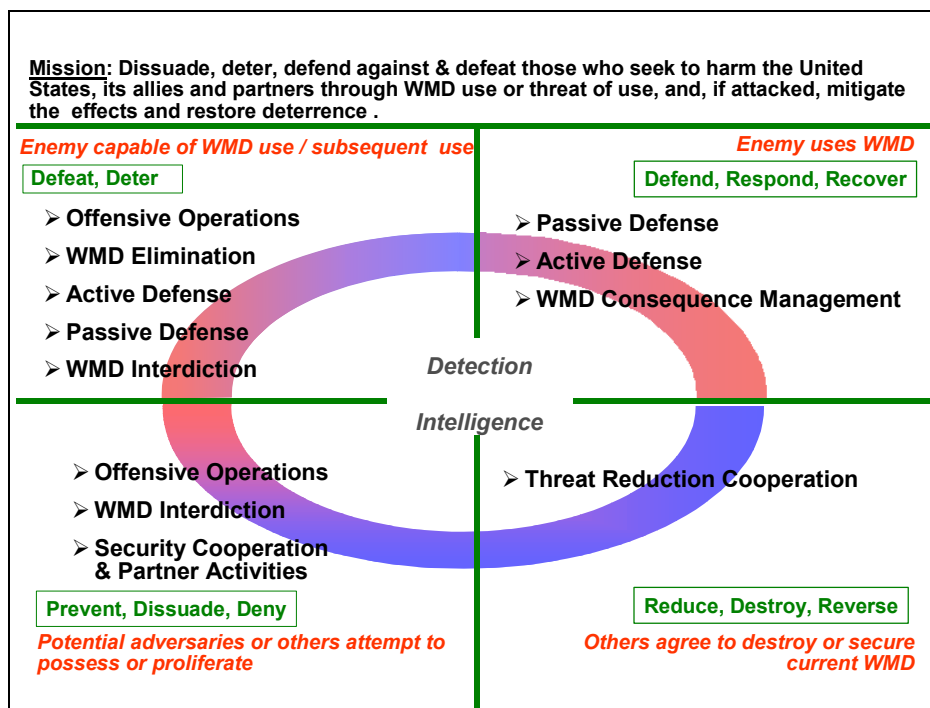 Mission: Dissuade, deter, defend against & defeat those who seek to harm the United
States, its allies and partners through WMD use or threat of use, and, if attacked, mitigate
the effects and restore deterrence .
Enemy capable of WMD use / subsequent use
Defeat, Deter
➢ Offensive Operations
➢ WMD Elimination
➢ Active Defense
➢ Passive Defense
➢ WMD Interdiction
Enemy uses WMD
Defend, Respond, Recover
➢ Passive Defense
➢ Active Defense
➢ WMD Consequence Management
Detection
Intelligence
➢ Offensive Operations
➢ WMD Interdiction
➢ Security Cooperation
& Partner Activities
Prevent, Dissuade, Deny
Potential adversaries or others attempt to
possess or proliferate
➢ Threat Reduction Cooperation
Reduce, Destroy, Reverse
Others agree to destroy or secure
current WMD